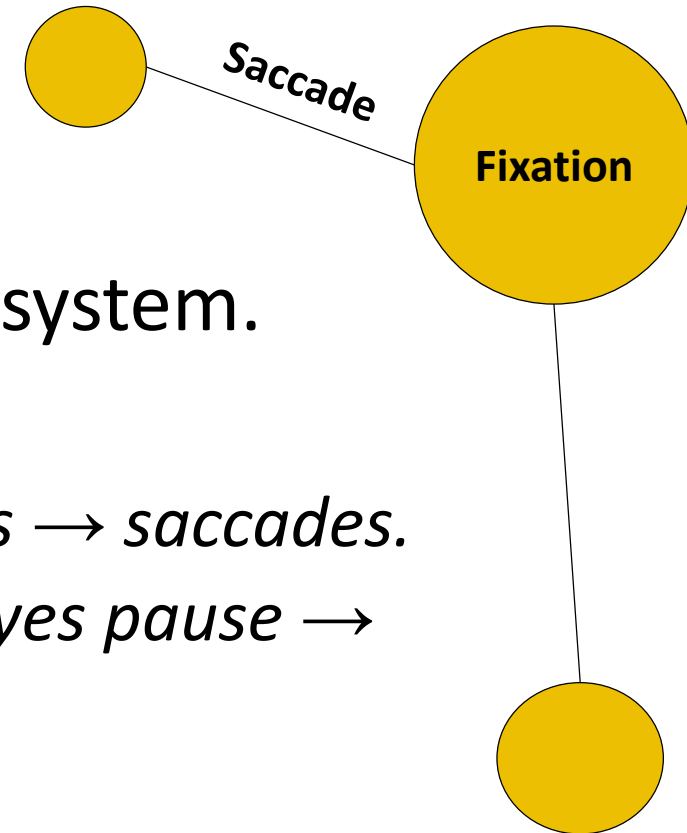 Saccade
Fixation
system.
s → saccades.
yes pause →